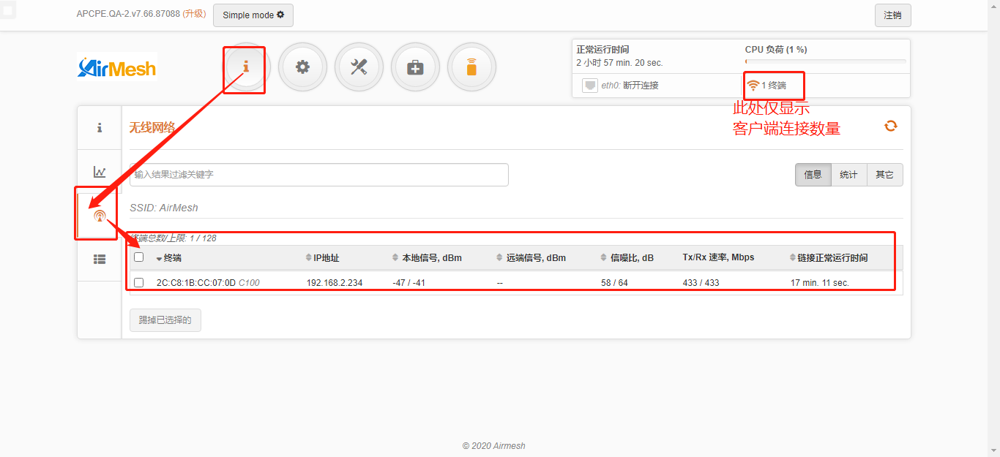 APCPE.QA-2.v7.66.87088 (升级) Simple mode 注销
AirMesh
正常运行时间 CPU 负荷 (1 %)
2 小时 57 min. 20 sec.
eth0: 断开连接 1 终端
此处仅显示
客户端连接数量
无线网络
输入结果过滤关键字 信息 统计 其它
SSID: AirMesh
终端总数/上限: 1 / 128
终端 IP地址 本地信号, dBm 远端信号, dBm 信噪比, dB Tx/Rx 速率, Mbps 链接正常运行时间
2C:C8:1B:CC:07:0D C100 192.168.2.234 -47 / -41 -- 58 / 64 433 / 433 17 min. 11 sec.
踢掉已选择的
© 2020 Airmesh